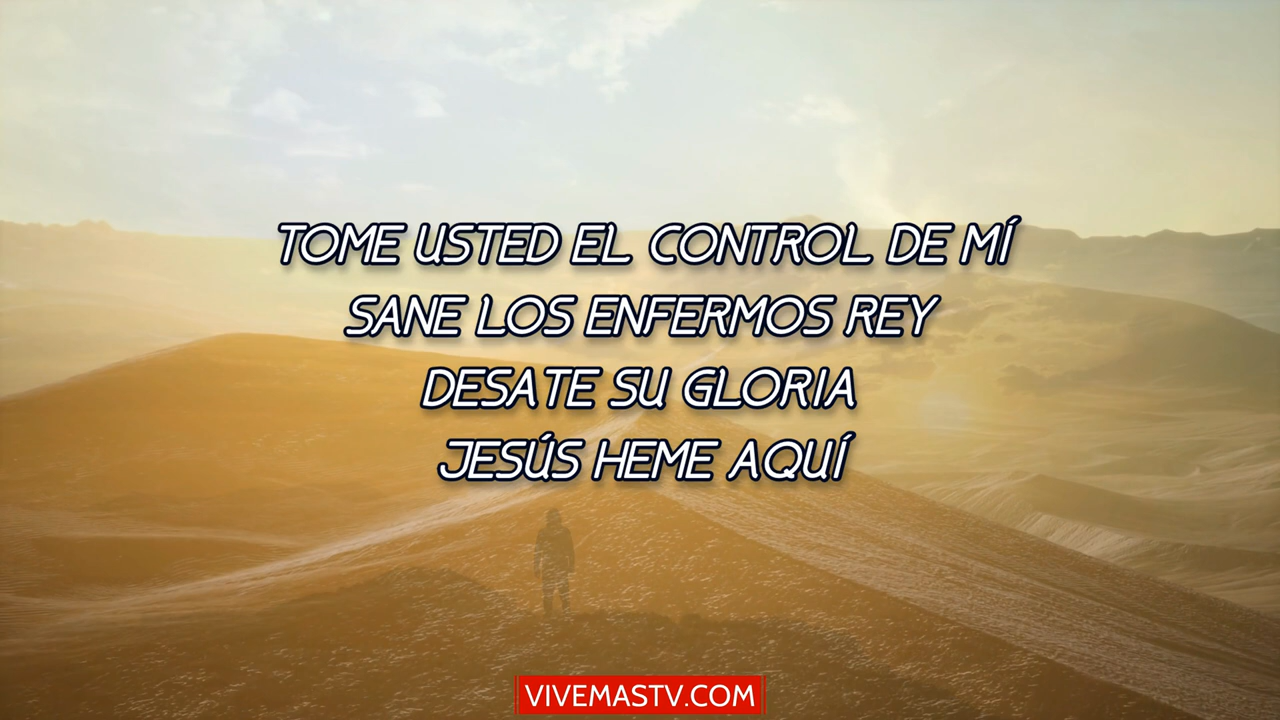 TOME USTED EL CONTROL DE MÍ
SANE LOS ENFERMOS REY
DESATE SU GLORIA
JESÚS HEME AQUÍ
VIVEMASTV.COM